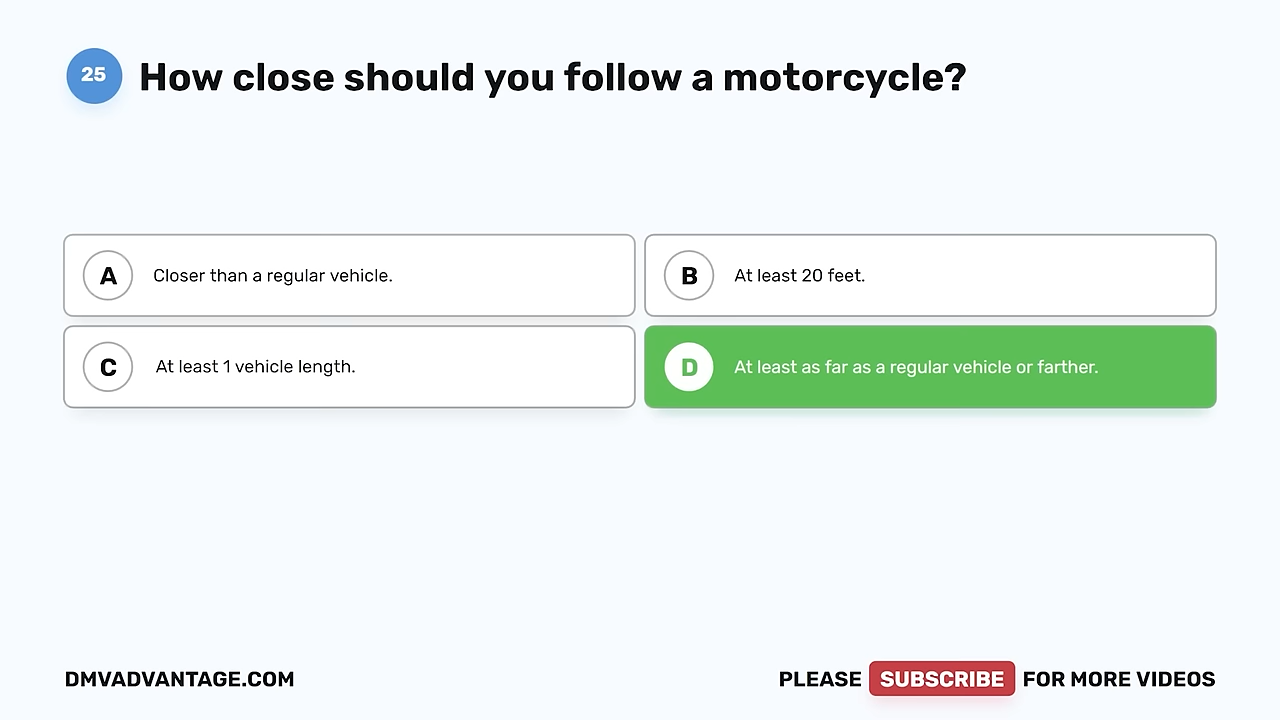 25 How close should you follow a motorcycle?
A Closer than a regular vehicle.
B At least 20 feet.
C At least 1 vehicle length.
D At least as far as a regular vehicle or farther.
DMVADVANTAGE.COM
PLEASE SUBSCRIBE FOR MORE VIDEOS